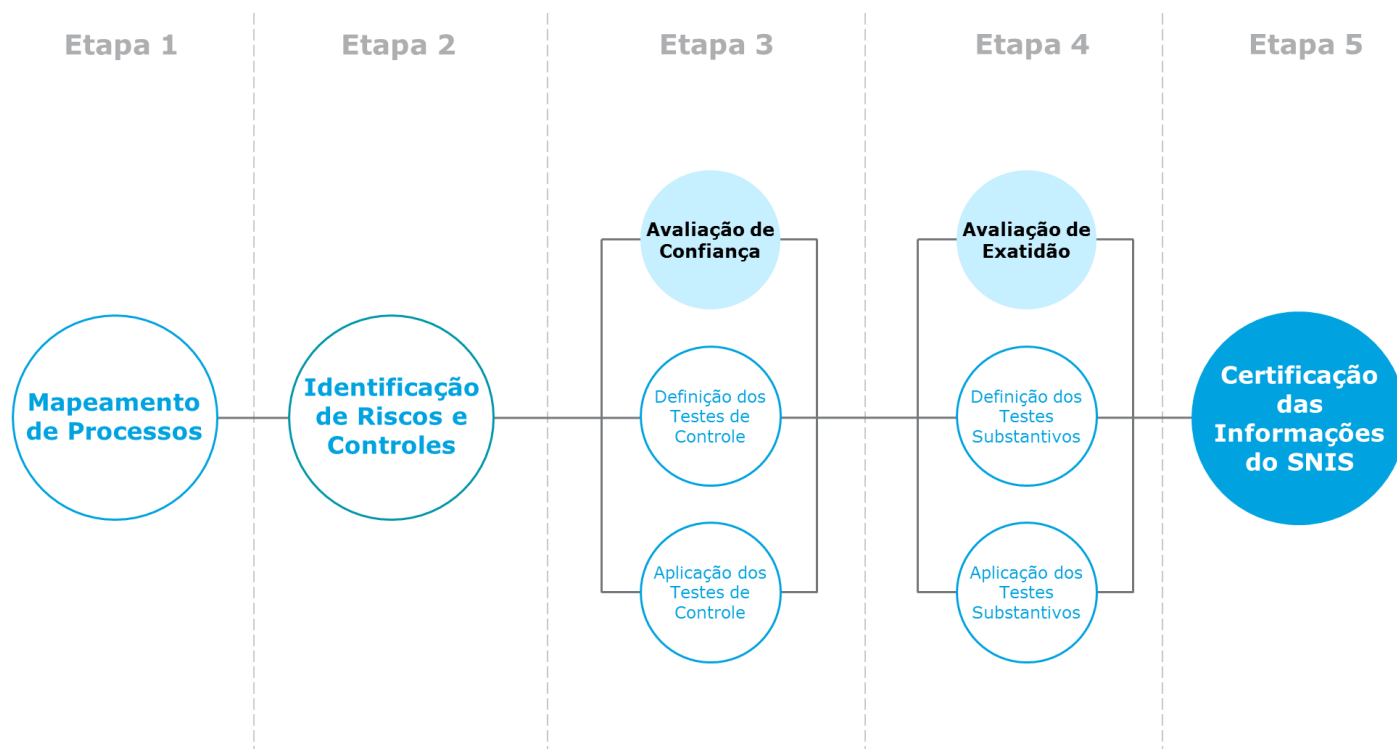 Etapa 1
Etapa 2
Etapa 3
Etapa 4
Etapa 5
Mapeamento
de Processos
Identificação
de Riscos e
Controles
Avaliação de
Confiança
Definição dos
Testes de
Controle
Aplicação dos
Testes de
Controle
Avaliação de
Exatidão
Definição dos
Testes
Substantivos
Aplicação dos
Testes
Substantivos
Certificação
das
Informações
do SNIS